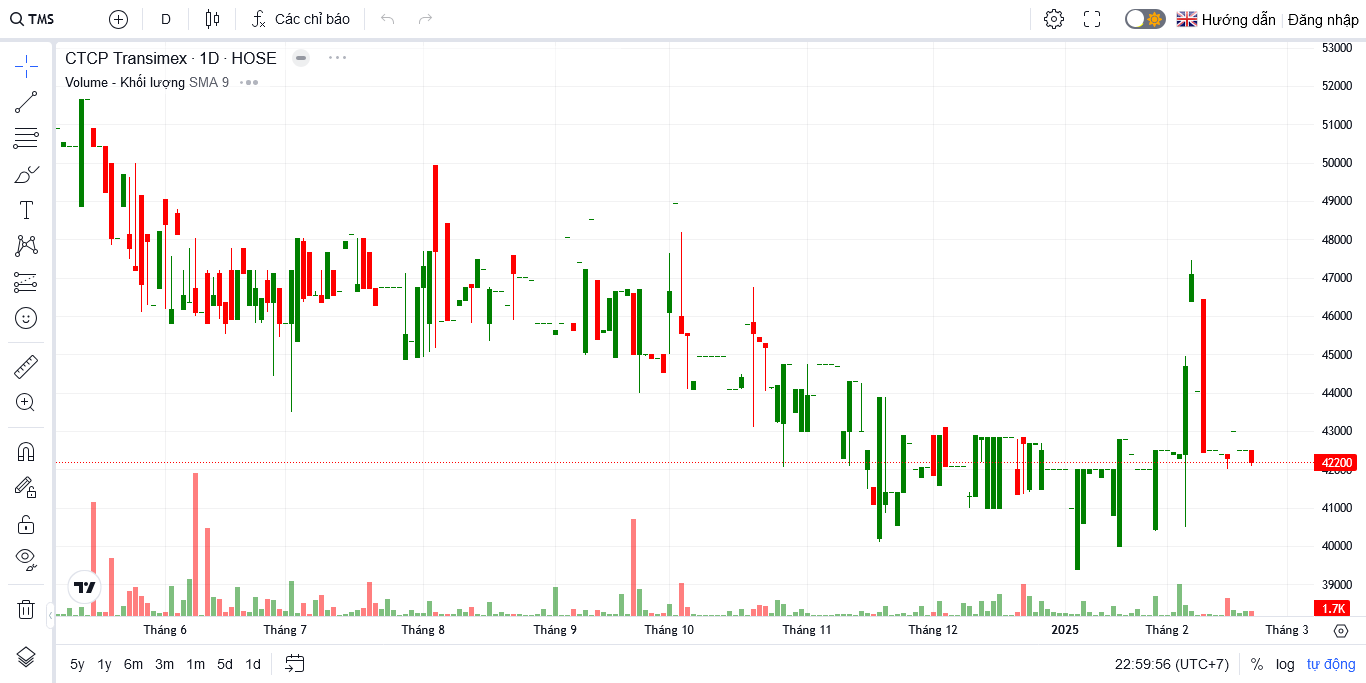 TMS D Các chỉ báo Hướng dẫn Đăng nhập
CTCP Transimex · 1D · HOSE
Volume - Khối lượng SMA 9
53000
52000
51000
50000
49000
48000
47000
46000
45000
44000
43000
42200
41000
40000
39000
1.7K
Tháng 6 Tháng 7 Tháng 8 Tháng 9 Tháng 10 Tháng 11 Tháng 12 2025 Tháng 2 Tháng 3
5y 1y 6m 3m 1m 5d 1d 22:59:56 (UTC+7) % log tự động